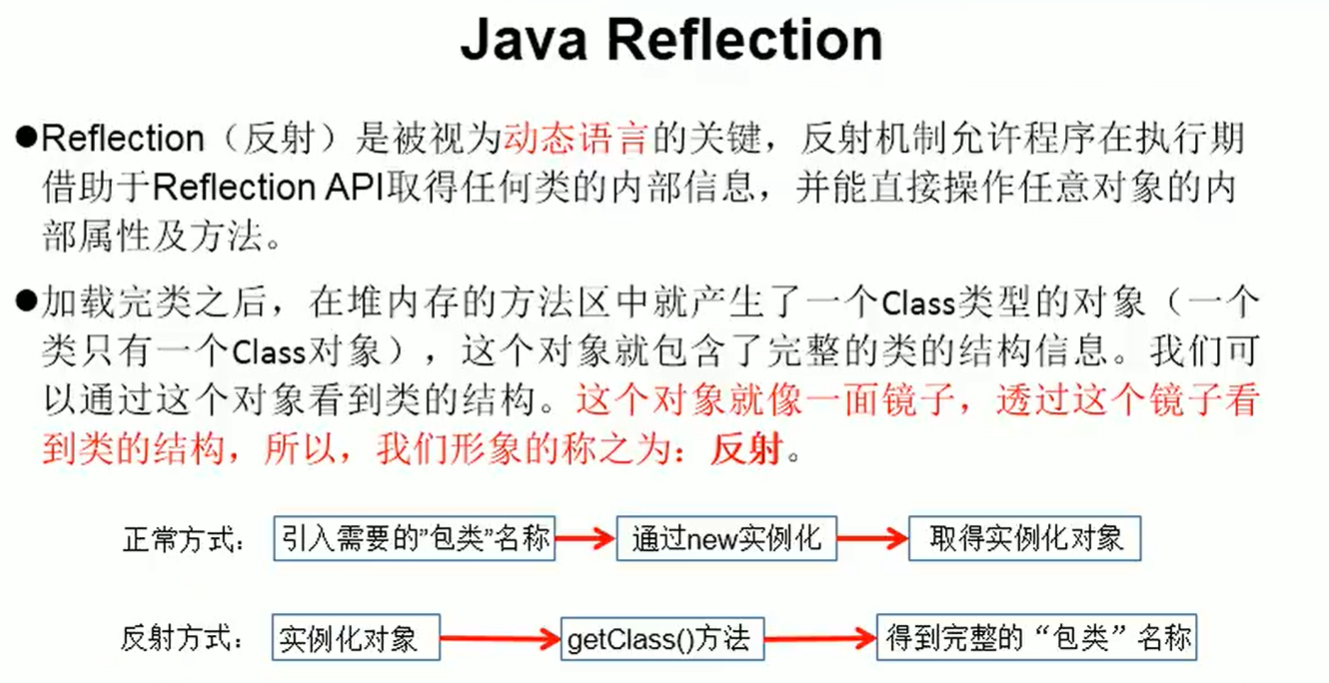 Java Reflection
●Reflection（反射）是被视为动态语言的关键，反射机制允许程序在执行期
借助于Reflection API取得任何类的内部信息，并能直接操作任意对象的内
部属性及方法。
●加载完类之后，在堆内存的方法区中就产生了一个Class类型的对象（一个
类只有一个Class对象），这个对象就包含了完整的类的结构信息。我们可
以通过这个对象看到类的结构。这个对象就像一面镜子，透过这个镜子看
到类的结构，所以，我们形象的称之为：反射。
正常方式： 引入需要的”包类”名称 通过new实例化 取得实例化对象
反射方式： 实例化对象 getClass()方法 得到完整的“包类”名称